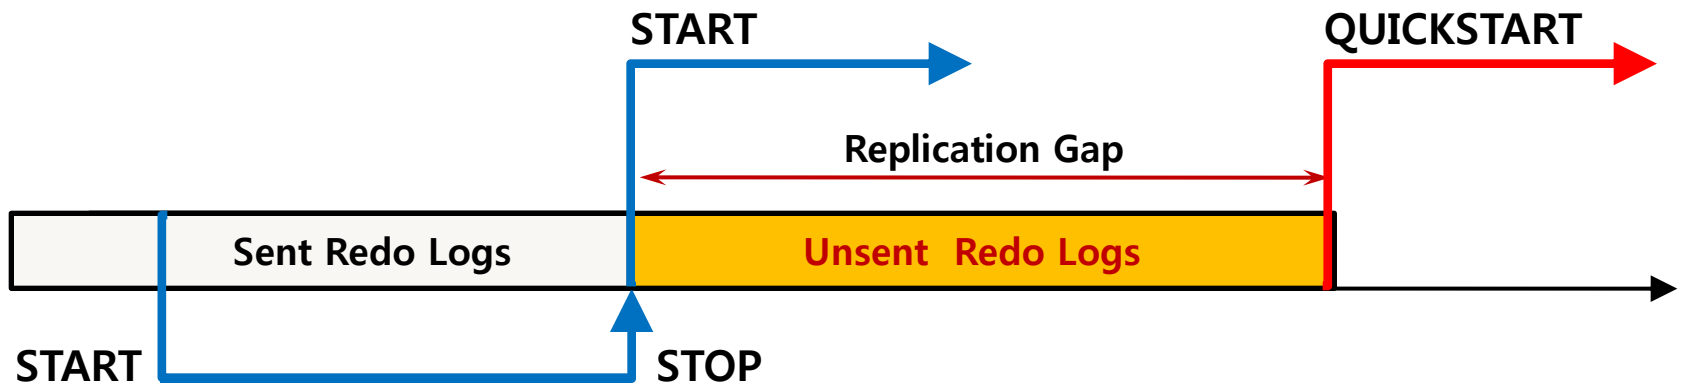 START
QUICKSTART
Replication Gap
Sent Redo Logs
Unsent Redo Logs
START
STOP